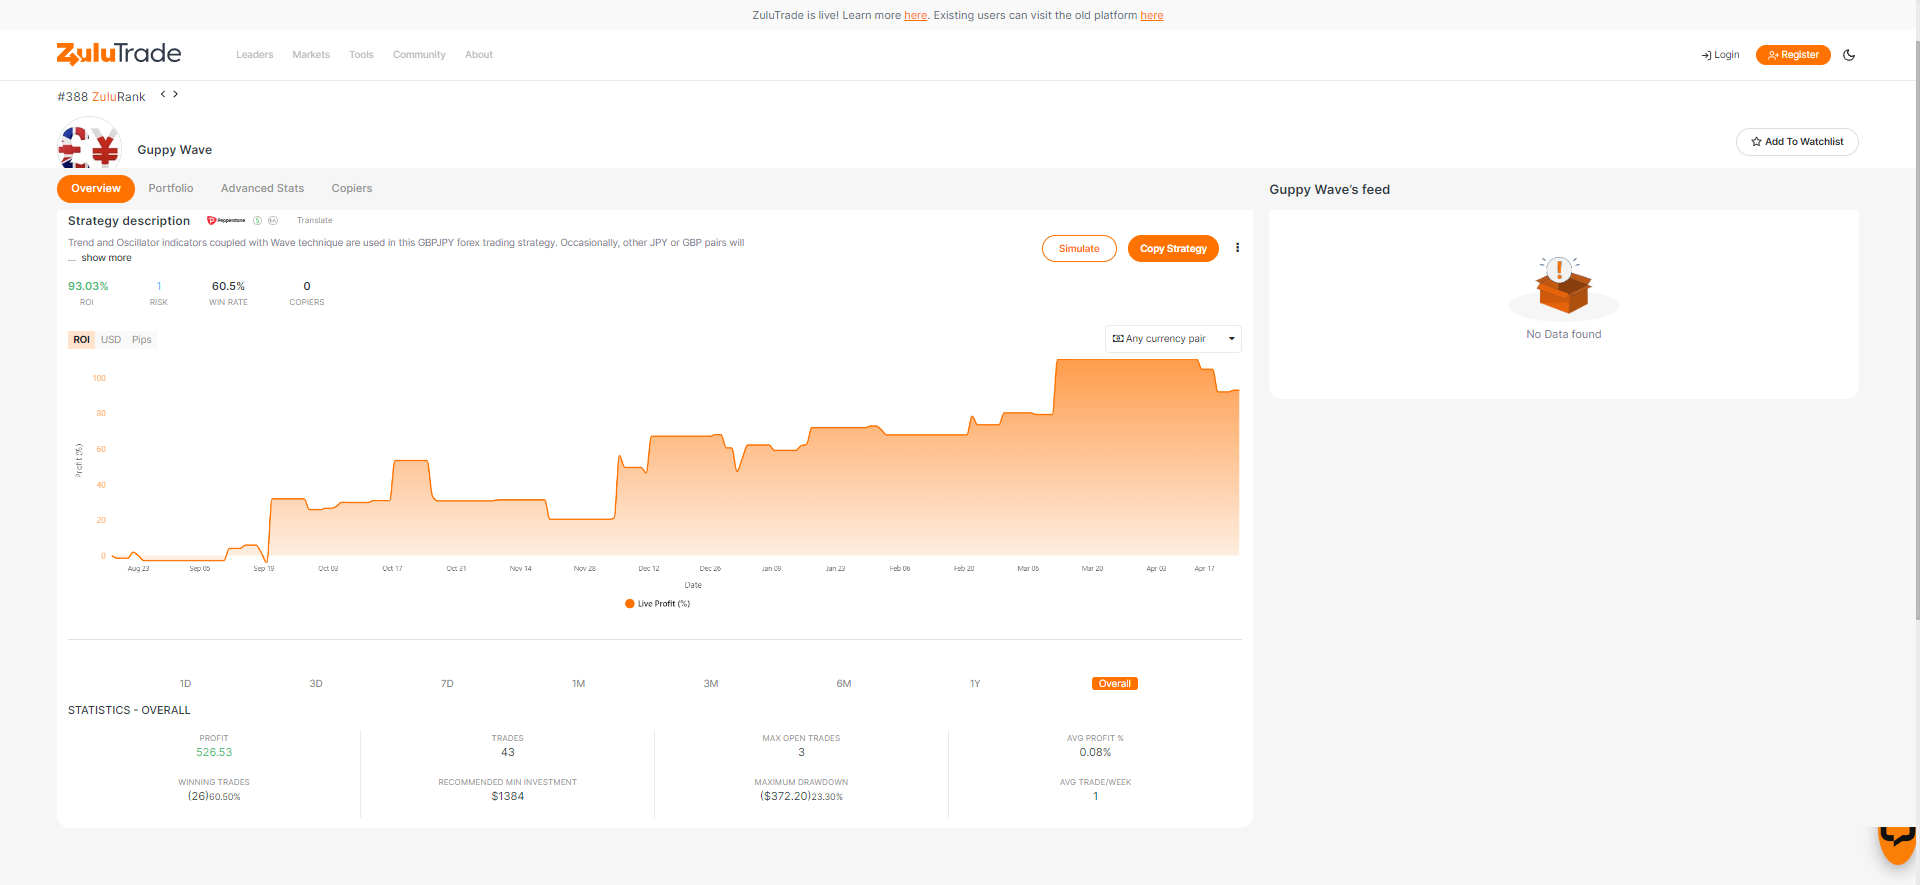 ZuluTrade is live! Learn more here. Existing users can visit the old platform here
ZuluTrade
Leaders Markets Tools Community About
Login Register
#388 ZuluRank
Guppy Wave
Add To Watchlist
Overview Portfolio Advanced Stats Copiers
Guppy Wave's feed
Strategy description Pepperstone $ EA Translate
Trend and Oscillator indicators coupled with Wave technique are used in this GBPJPY forex trading strategy. Occasionally, other JPY or GBP pairs will
... show more
Simulate Copy Strategy
93.03% 1 60.5% 0
ROI RISK WIN RATE COPIERS
No Data found
ROI USD Pips
Any currency pair
100
80
60
40
20
0
Profit (%)
Aug 23 Sep 05 Sep 19 Oct 03 Oct 17 Oct 31 Nov 14 Nov 28 Dec 12 Dec 26 Jan 09 Jan 23 Feb 06 Feb 20 Mar 06 Mar 20 Apr 03 Apr 17
Date
Live Profit (%)
1D 3D 7D 1M 3M 6M 1Y Overall
STATISTICS - OVERALL
PROFIT TRADES MAX OPEN TRADES AVG PROFIT %
526.53 43 3 0.08%
WINNING TRADES RECOMMENDED MIN INVESTMENT MAXIMUM DRAWDOWN AVG TRADE/WEEK
(26)60.50% $1384 ($372.20)23.30% 1